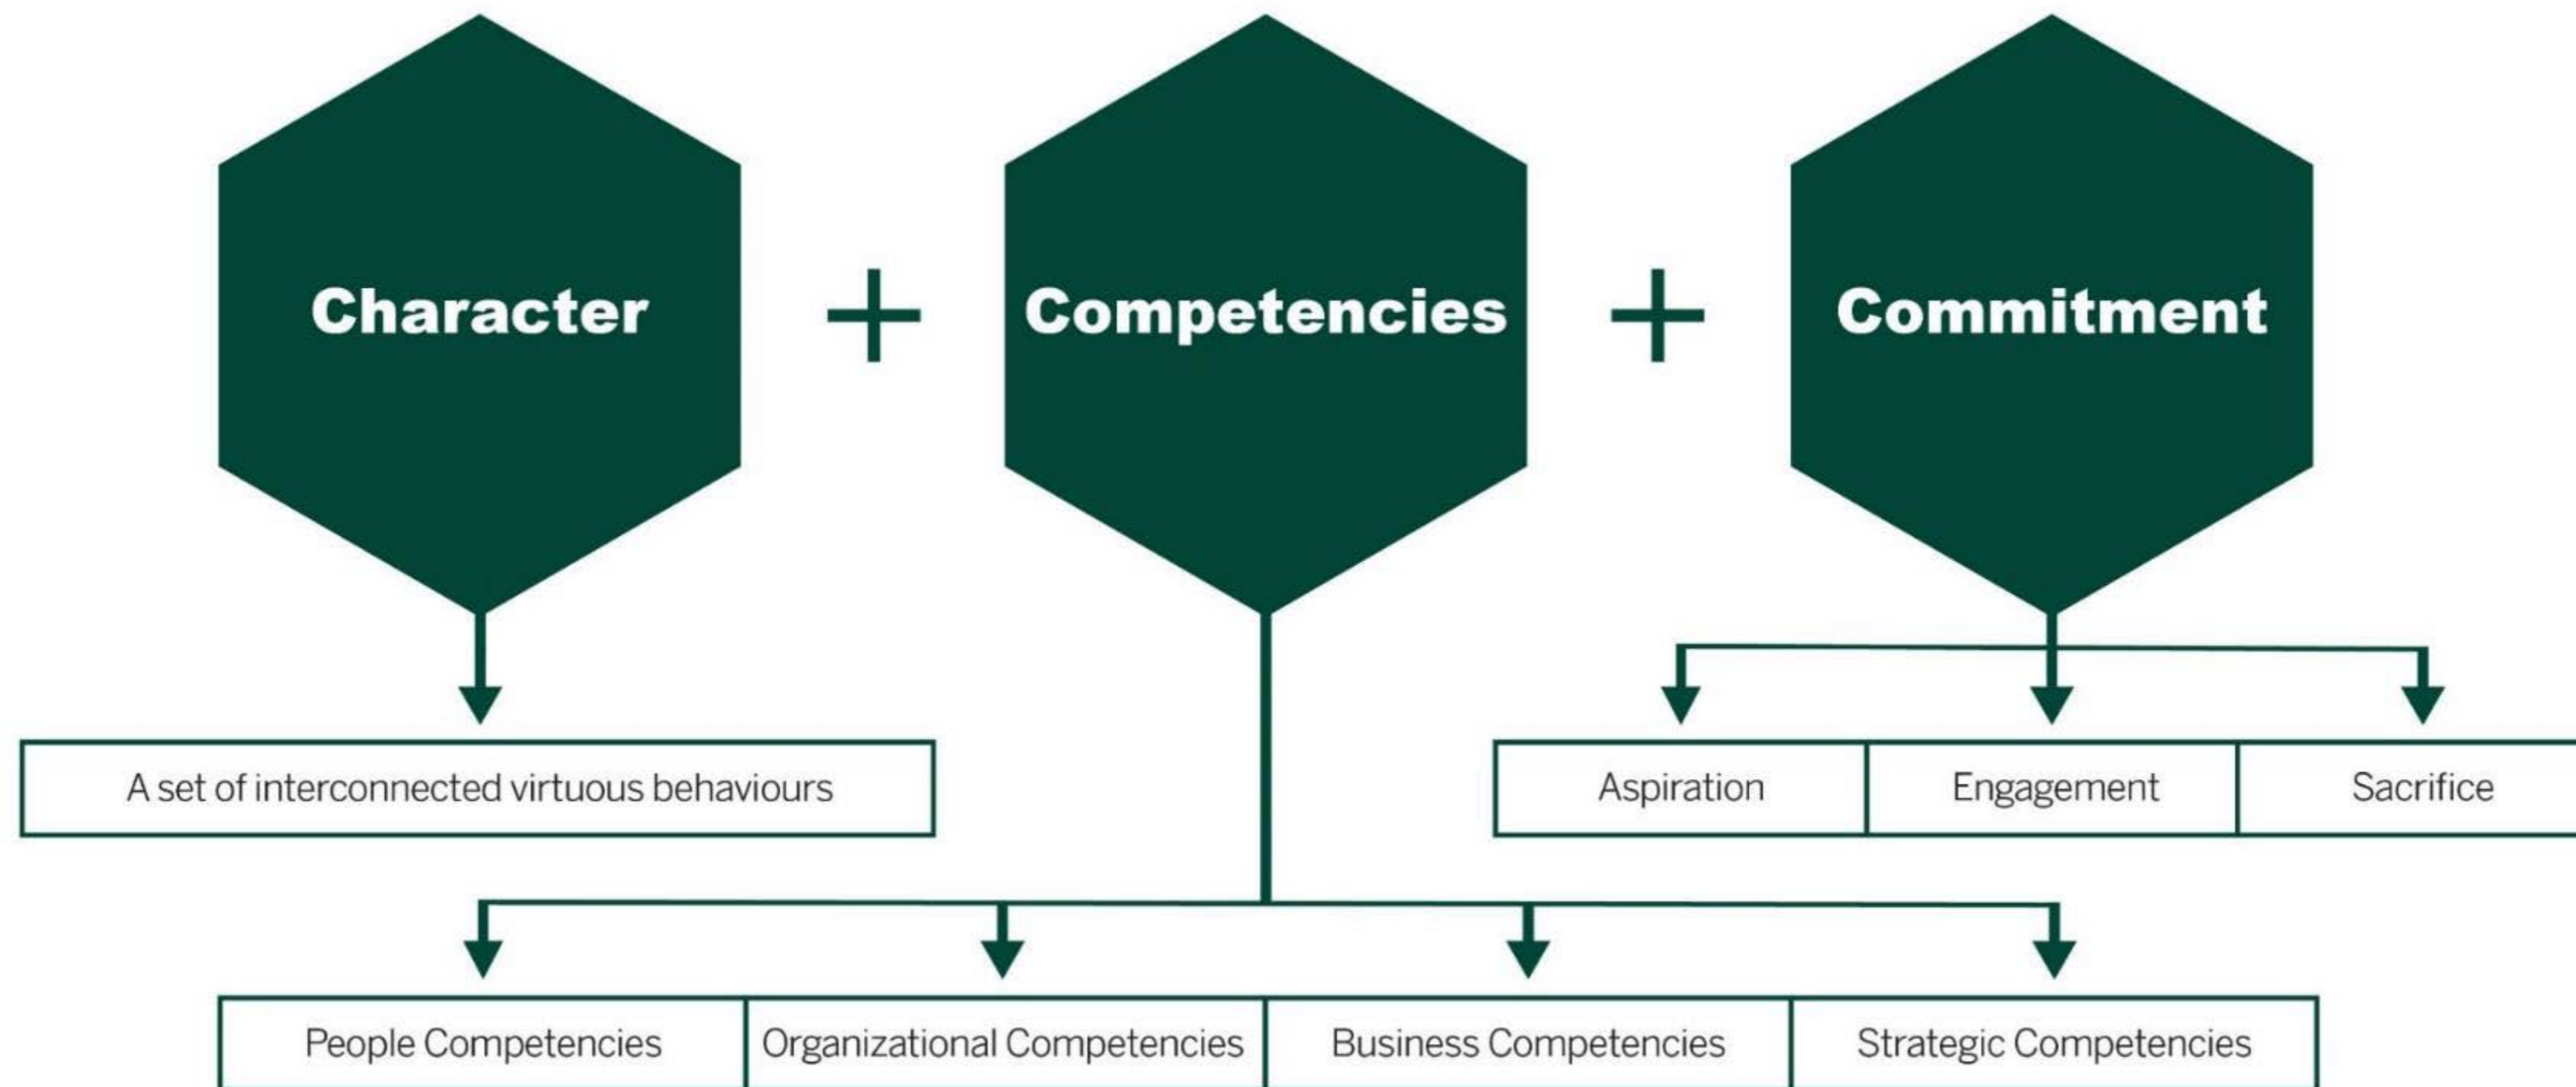 Character + Competencies + Commitment
A set of interconnected virtuous behaviours
Aspiration
Engagement
Sacrifice
People Competencies
Organizational Competencies
Business Competencies
Strategic Competencies